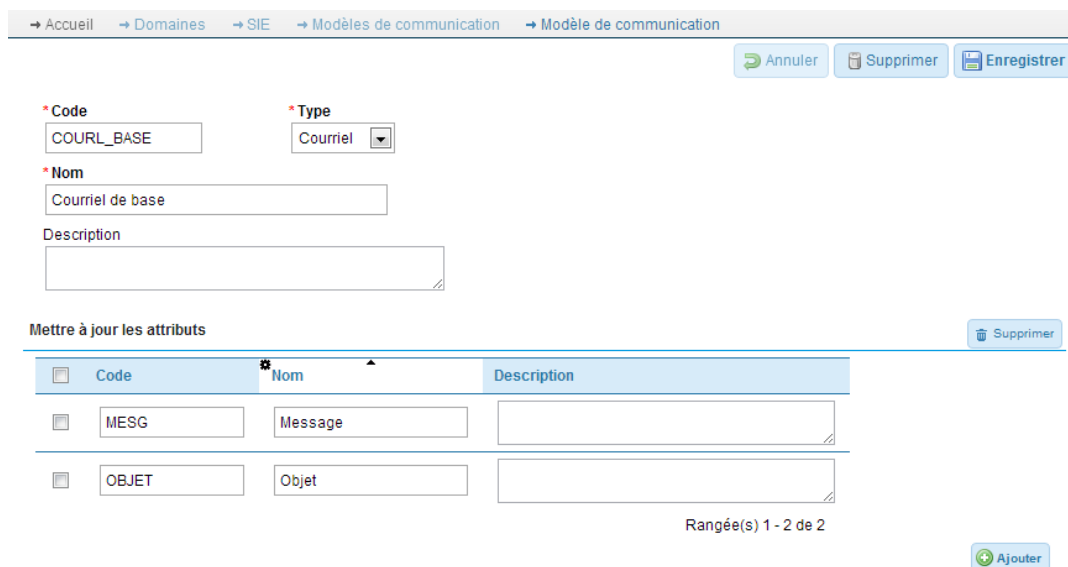 → Accueil → Domaines → SIE → Modèles de communication → Modèle de communication
Annuler Supprimer Enregistrer
*Code *Type
COURL_BASE Courriel
*Nom
Courriel de base
Description
Mettre à jour les attributs Supprimer
Code Nom Description
MESG Message
OBJET Objet
Rangée(s) 1 - 2 de 2
Ajouter